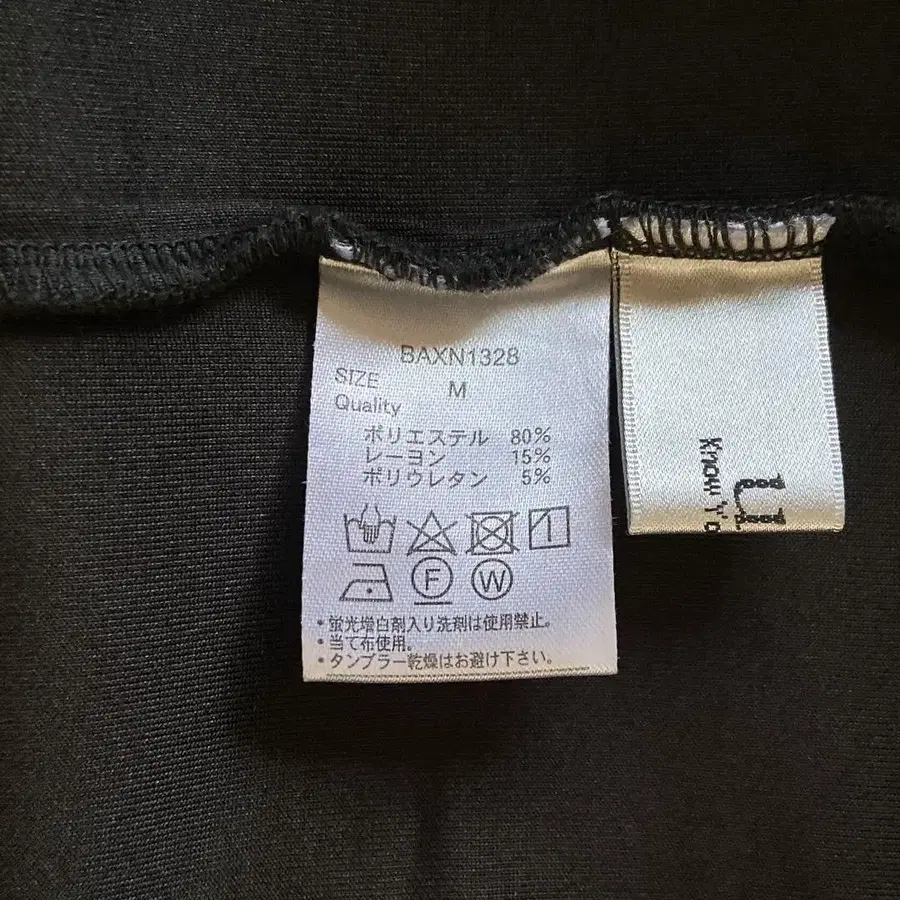 BAXN1328
SIZE M
Quality
ポリエステル 80%
レーヨン 15%
ポリウレタン 5%
F W
・蛍光増白剤入り洗剤は使用禁止。
・当て布使用。
・タンブラー乾燥はお避け下さい。
Know